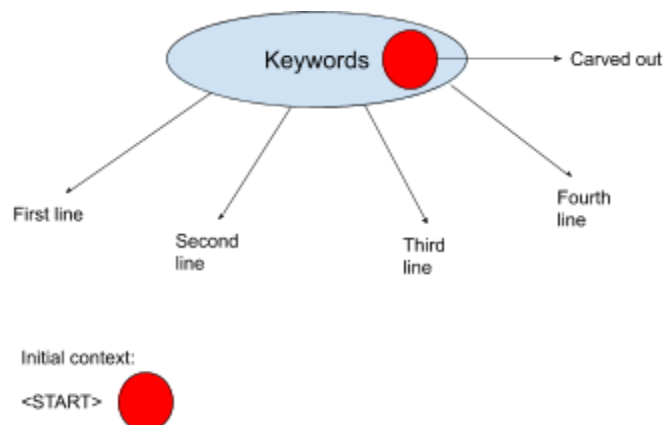 Keywords
Carved out
First line
Second
line
Third
line
Fourth
line
Initial context:
<START>